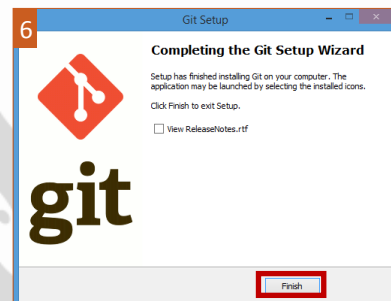 6
Git Setup
Completing the Git Setup Wizard
Setup has finished installing Git on your computer. The
application may be launched by selecting the installed icons.
Click Finish to exit Setup.
View ReleaseNotes.rtf
git
Finish